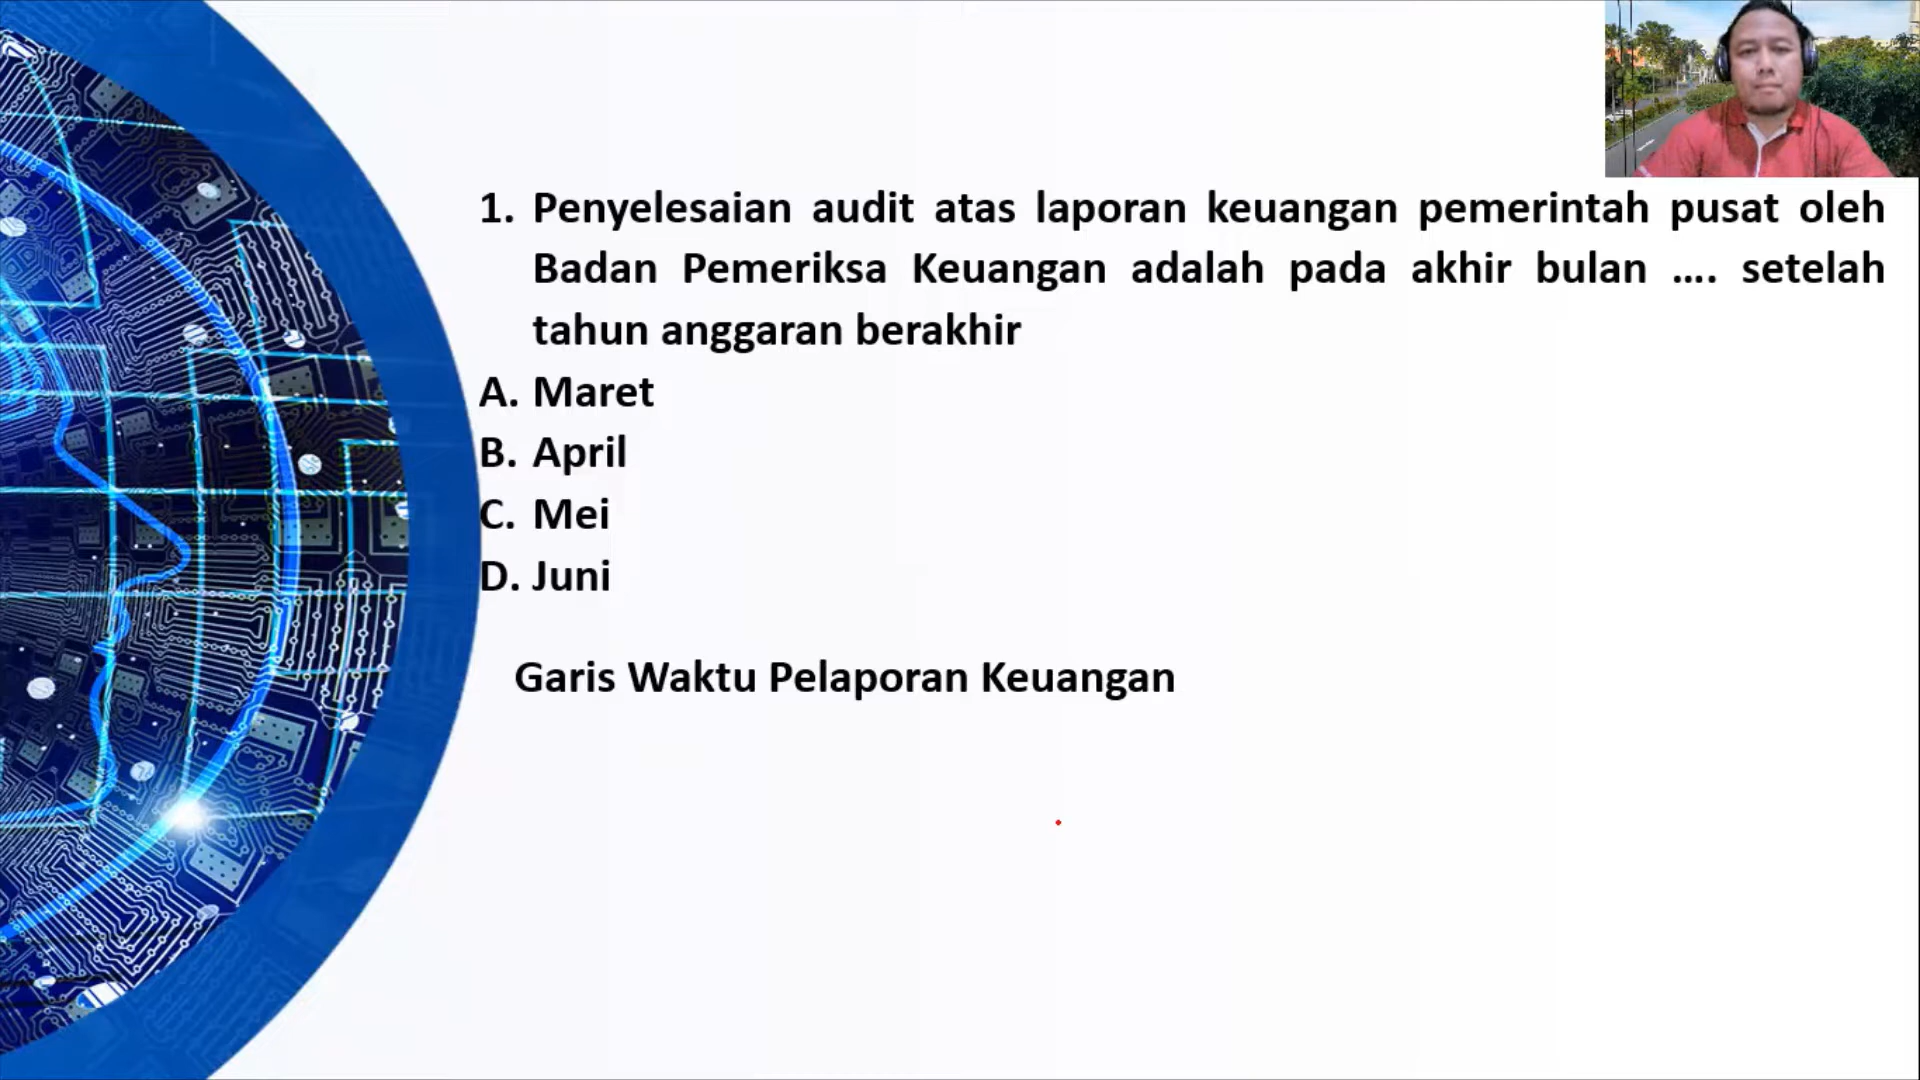 1. Penyelesaian audit atas laporan keuangan pemerintah pusat oleh
Badan Pemeriksa Keuangan adalah pada akhir bulan .... setelah
tahun anggaran berakhir
A. Maret
B. April
C. Mei
D. Juni
Garis Waktu Pelaporan Keuangan